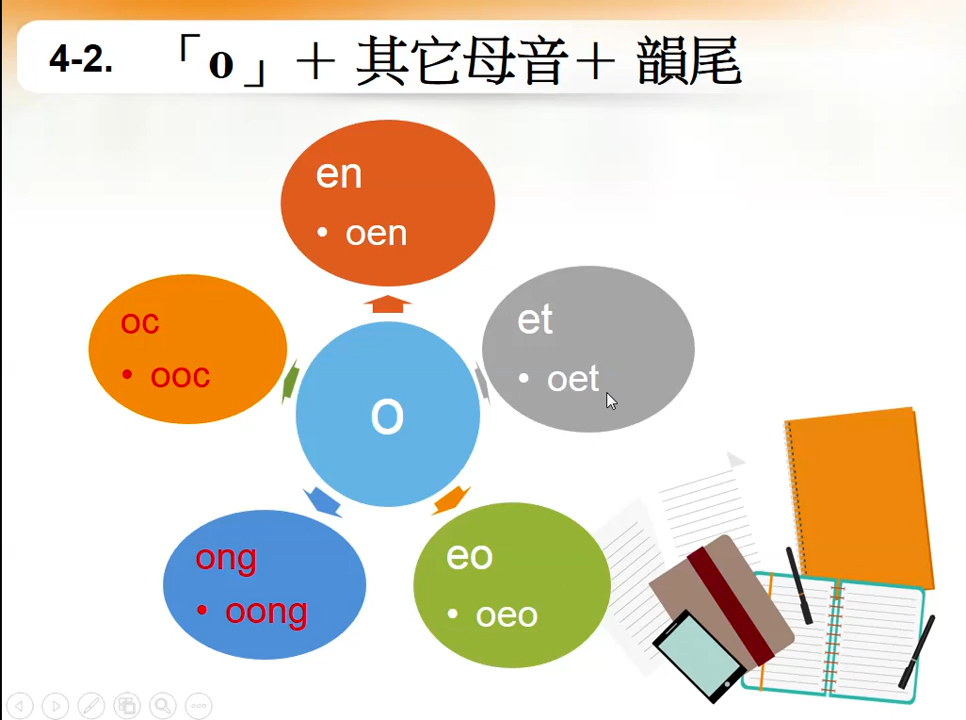 4-2. 「o」＋ 其它母音＋ 韻尾
en
• oen
et
• oet
eo
• oeo
ong
• oong
oc
• ooc
o